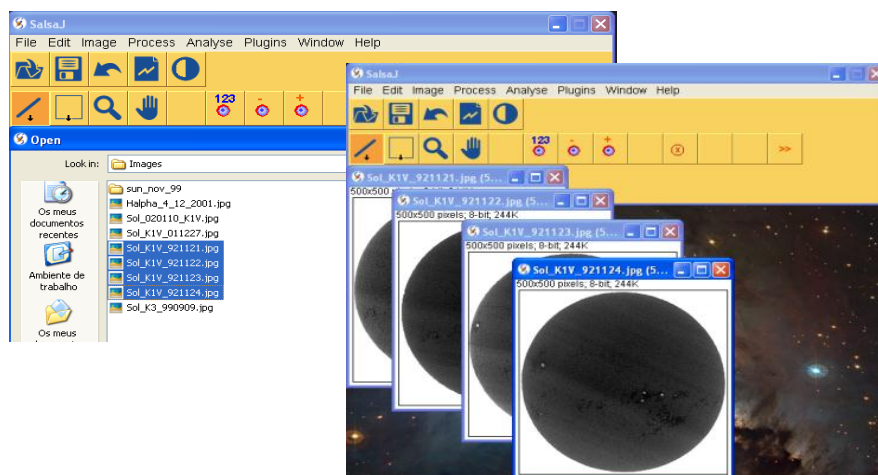 SalsaJ
File Edit Image Process Analyse Plugins Window Help
123
- +
Open
Look in: Images
Os meus
documentos
recentes
Ambiente de
trabalho
Os meus
sun_nov_99
Halpha_4_12_2001.jpg
Sol_020110_K1V.jpg
Sol_K1V_011227.jpg
Sol_K1V_921121.jpg
Sol_K1V_921122.jpg
Sol_K1V_921123.jpg
Sol_K1V_921124.jpg
Sol_K3_990909.jpg
SalsaJ
File Edit Image Process Analyse Plugins Window Help
123
- +
>>
Sol_K1V_921121.jpg (5...
500x500
Sol_K1V_921122.jpg (5...
500x500 pixels; 8-bit; 244K
Sol_K1V_921123.jpg (5...
500x500 pixels; 8-bit; 244K
Sol_K1V_921124.jpg (5...
500x500 pixels; 8-bit; 244K